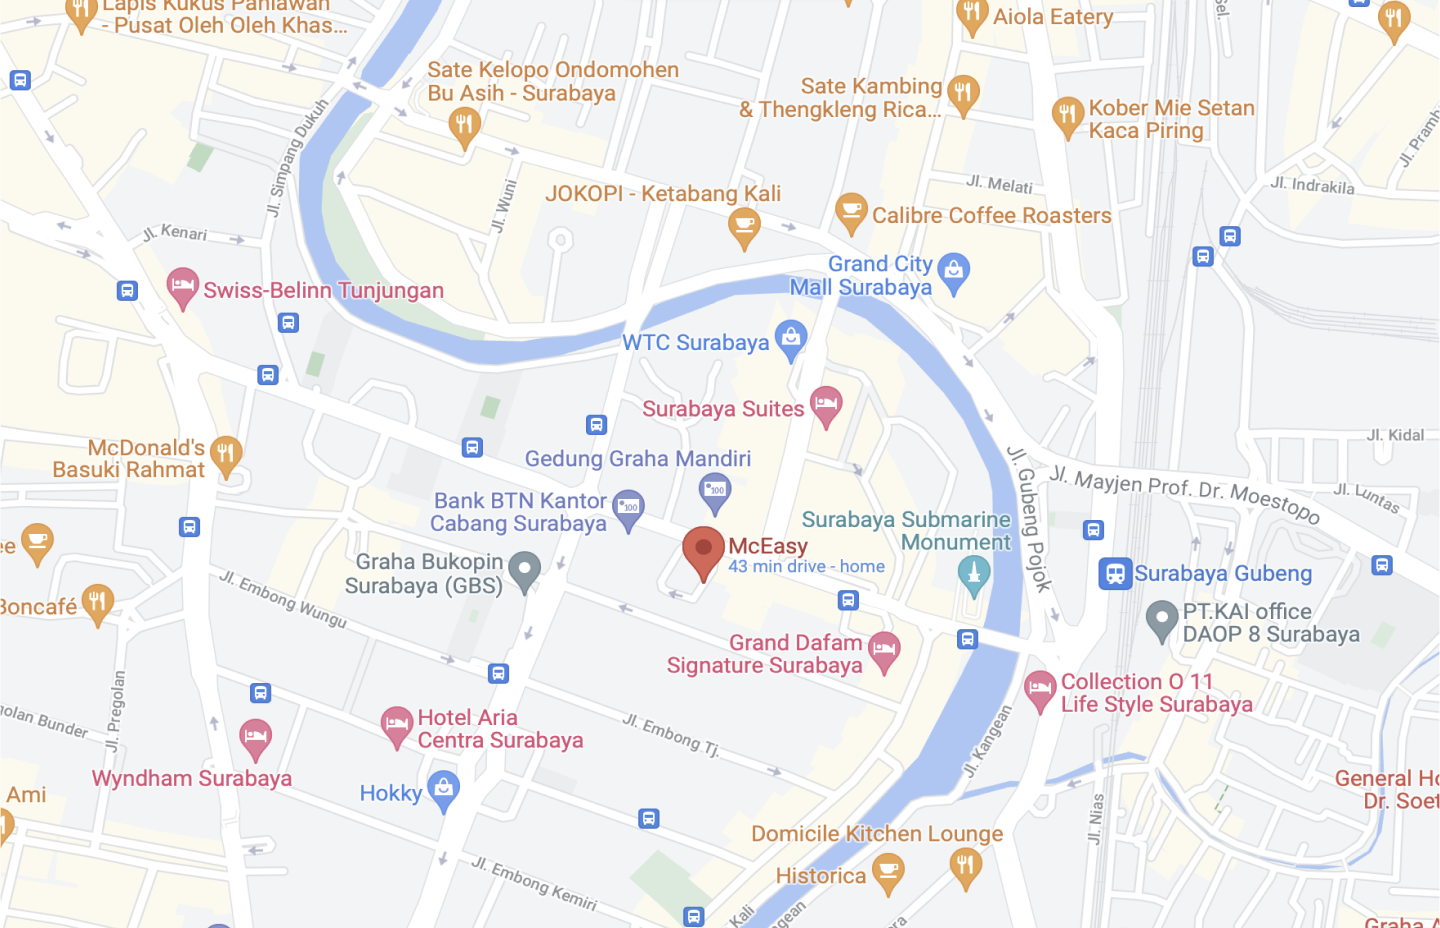 Lapis Kukus Pahlawan
- Pusat Oleh Oleh Khas...
Aiola Eatery
Sel.
Sate Kelopo Ondomohen
Bu Asih - Surabaya
Sate Kambing
& Thengkleng Rica...
Kober Mie Setan
Kaca Piring
Jl. Simpang Dukuh
Jl. Wuni
JOKOPI - Ketabang Kali
Jl. Melati
Jl. Indrakila
Calibre Coffee Roasters
Jl. Kenari
Grand City
Mall Surabaya
Swiss-Belinn Tunjungan
WTC Surabaya
Surabaya Suites
McDonald's
Basuki Rahmat
Gedung Graha Mandiri
100
Jl. Kidal
Bank BTN Kantor
Cabang Surabaya
100
Jl. Gubeng Pojok
Jl. Mayjen Prof. Dr. Moestopo
Jl. Luntas
Surabaya Submarine
Monument
McEasy
43 min drive - home
Graha Bukopin
Surabaya (GBS)
Surabaya Gubeng
Boncafé
Jl. Embong Wungu
PT.KAI office
DAOP 8 Surabaya
Grand Dafam
Signature Surabaya
Collection O 11
Life Style Surabaya
Jl. Pregolan
Bunder
Hotel Aria
Centra Surabaya
Jl. Embong Tj.
Jl. Kangean
Wyndham Surabaya
Hokky
Ami
General Ho
Dr. Soet
Jl. Nias
Domicile Kitchen Lounge
Historica
Jl. Embong Kemiri
Kali
Graha A